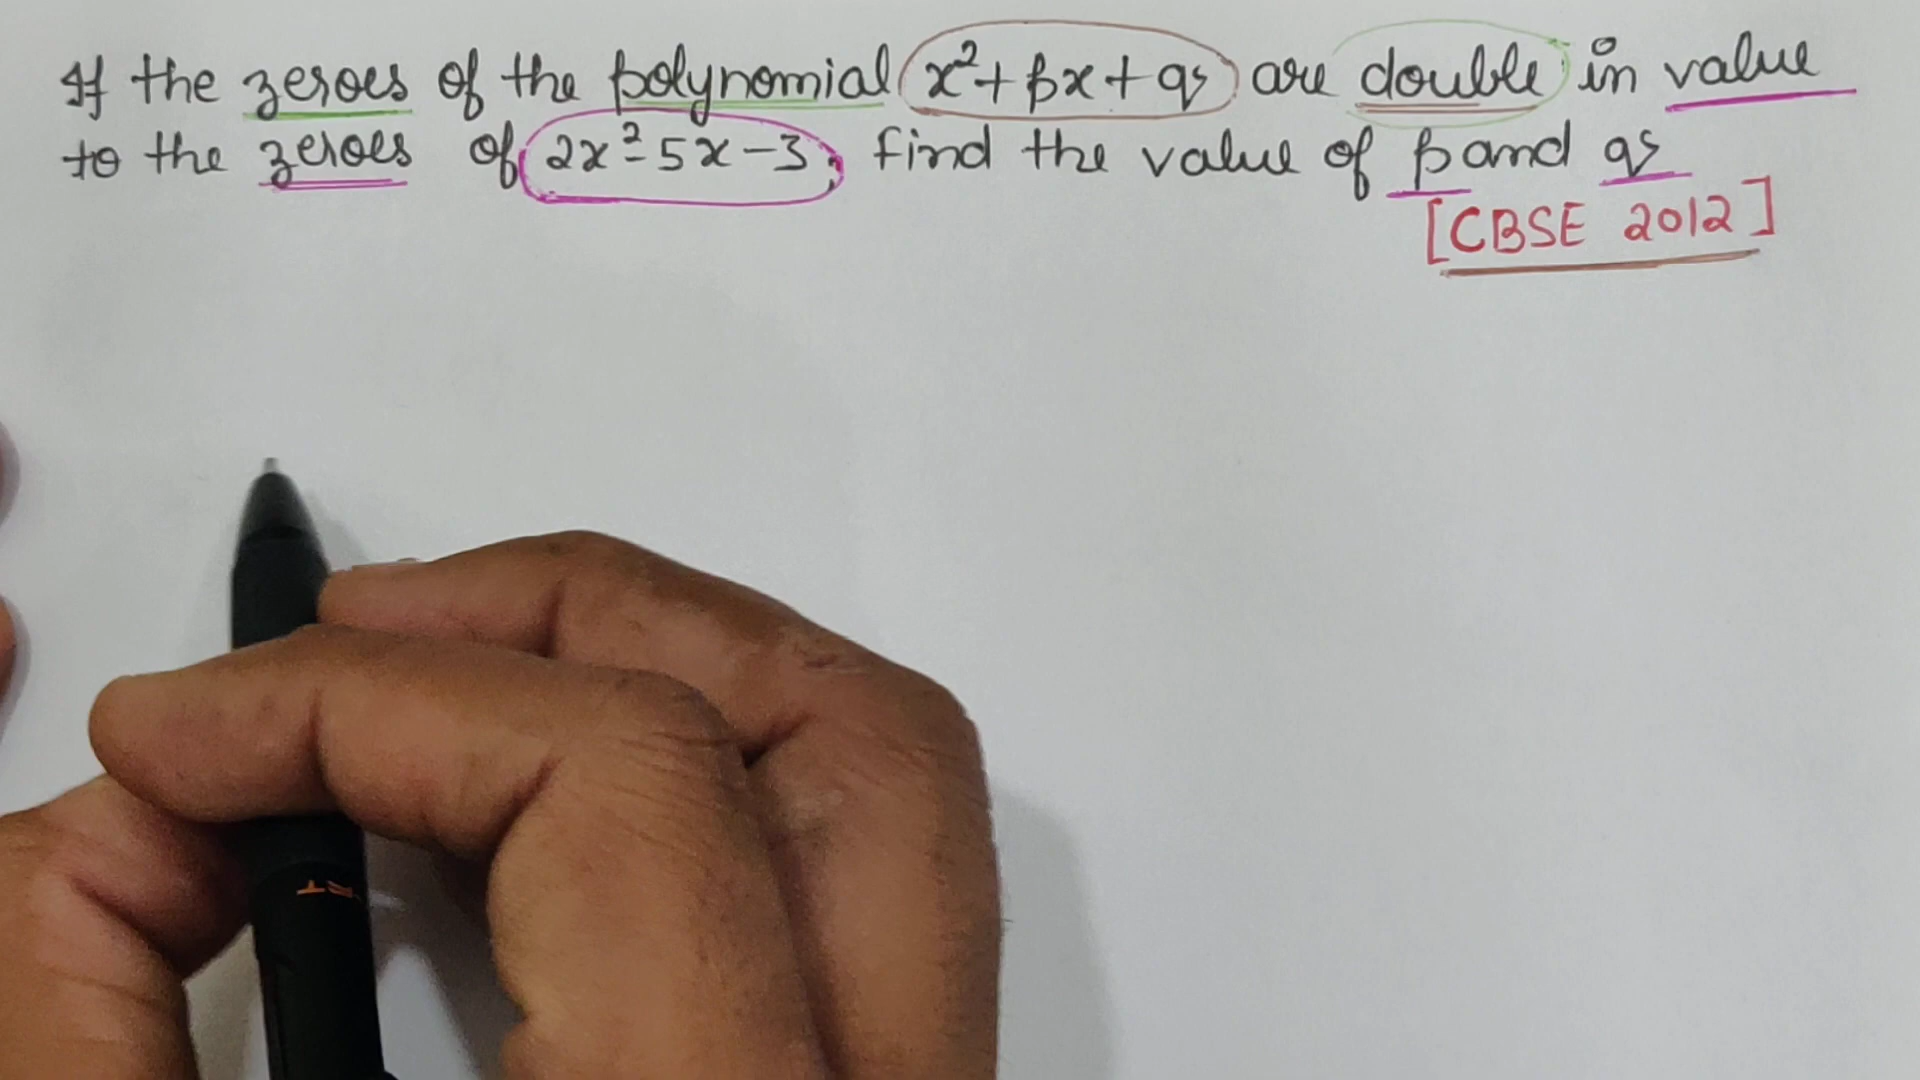 If the zeroes of the polynomial x²+px+q are double in value
to the zeroes of 2x²-5x-3, find the value of p and q
[CBSE 2012]